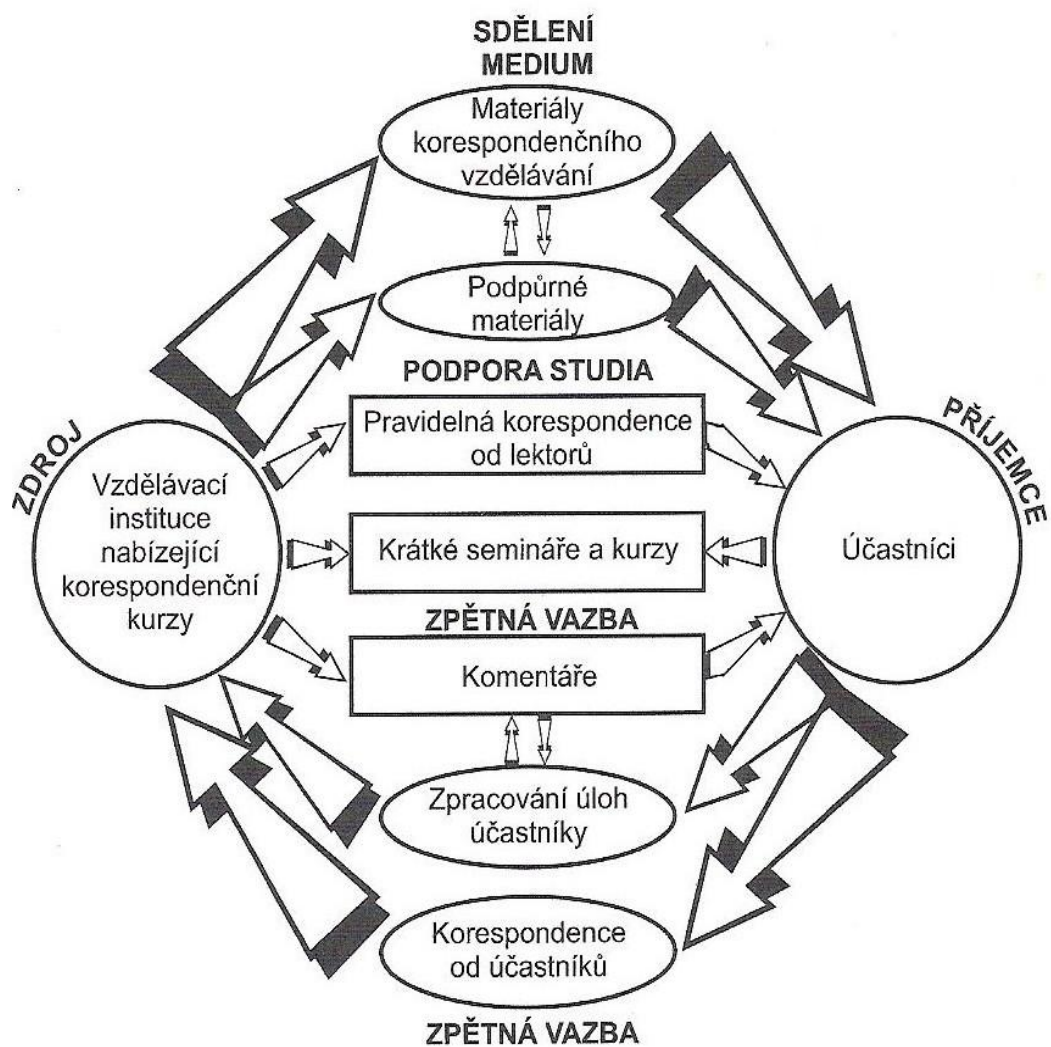 SDĚLENÍ
MEDIUM
Materiály
korespondenčního
vzdělávání
Podpůrné
materiály
PODPORA STUDIA
Pravidelná korespondence
od lektorů
ZDROJ
Vzdělávací
instituce
nabízející
korespondenční
kurzy
Krátké semináře a kurzy
PŘÍJEMCE
Účastníci
ZPĚTNÁ VAZBA
Komentáře
Zpracování úloh
účastníky
Korespondence
od účastníků
ZPĚTNÁ VAZBA